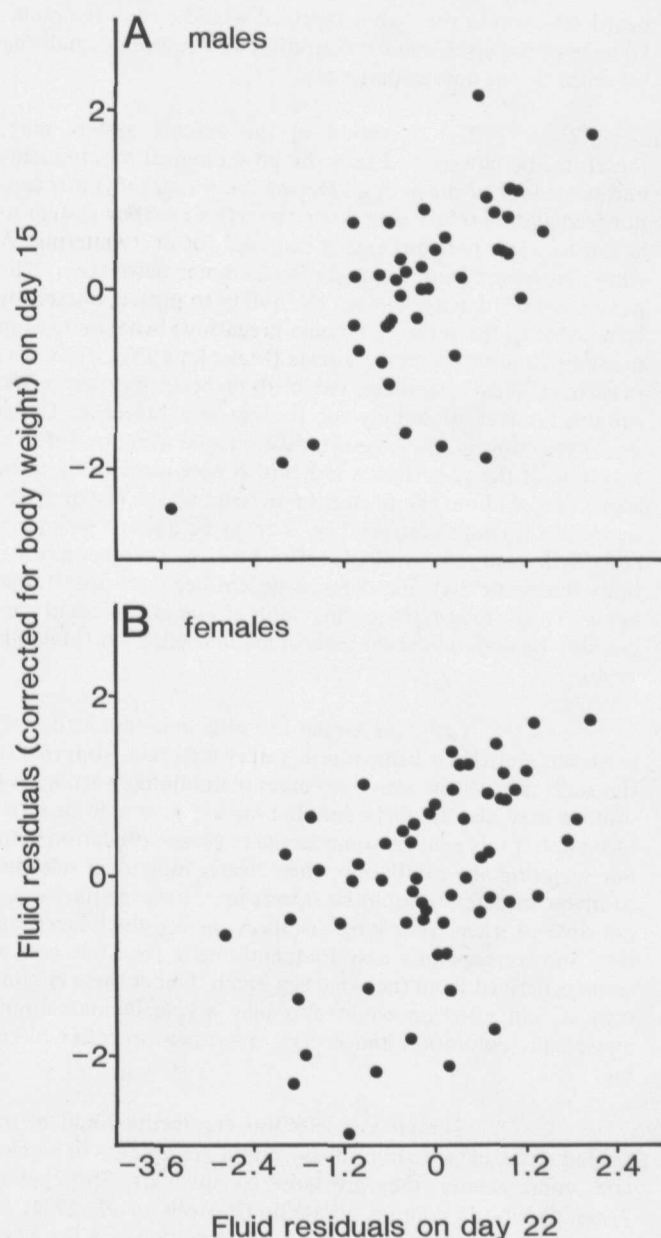 A males
2
0
−2
B females
2
0
−2
Fluid residuals (corrected for body weight) on day 15
−3.6 −2.4 −1.2 0 1.2 2.4
Fluid residuals on day 22